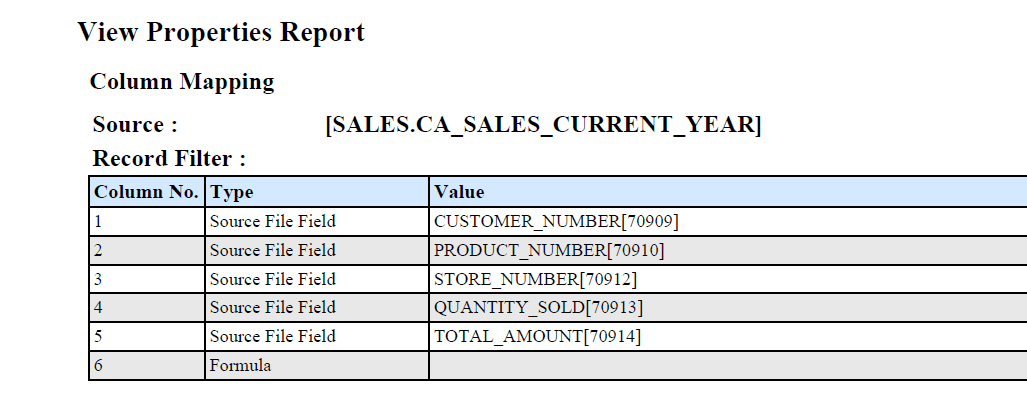 View Properties Report
Column Mapping
Source : [SALES.CA_SALES_CURRENT_YEAR]
Record Filter :
Column No. Type Value
1 Source File Field CUSTOMER_NUMBER[70909]
2 Source File Field PRODUCT_NUMBER[70910]
3 Source File Field STORE_NUMBER[70912]
4 Source File Field QUANTITY_SOLD[70913]
5 Source File Field TOTAL_AMOUNT[70914]
6 Formula